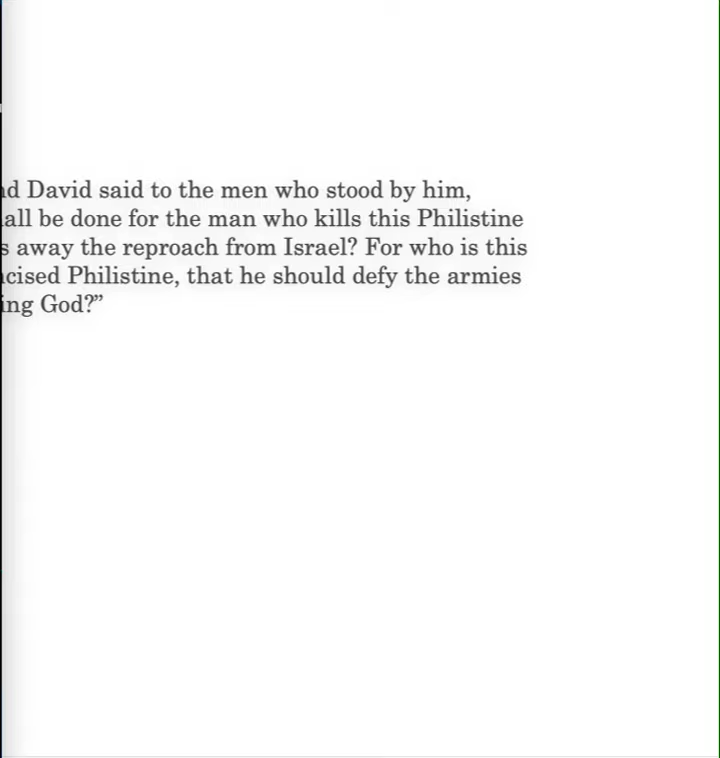 d David said to the men who stood by him,
all be done for the man who kills this Philistine
s away the reproach from Israel? For who is this
cised Philistine, that he should defy the armies
ing God?”